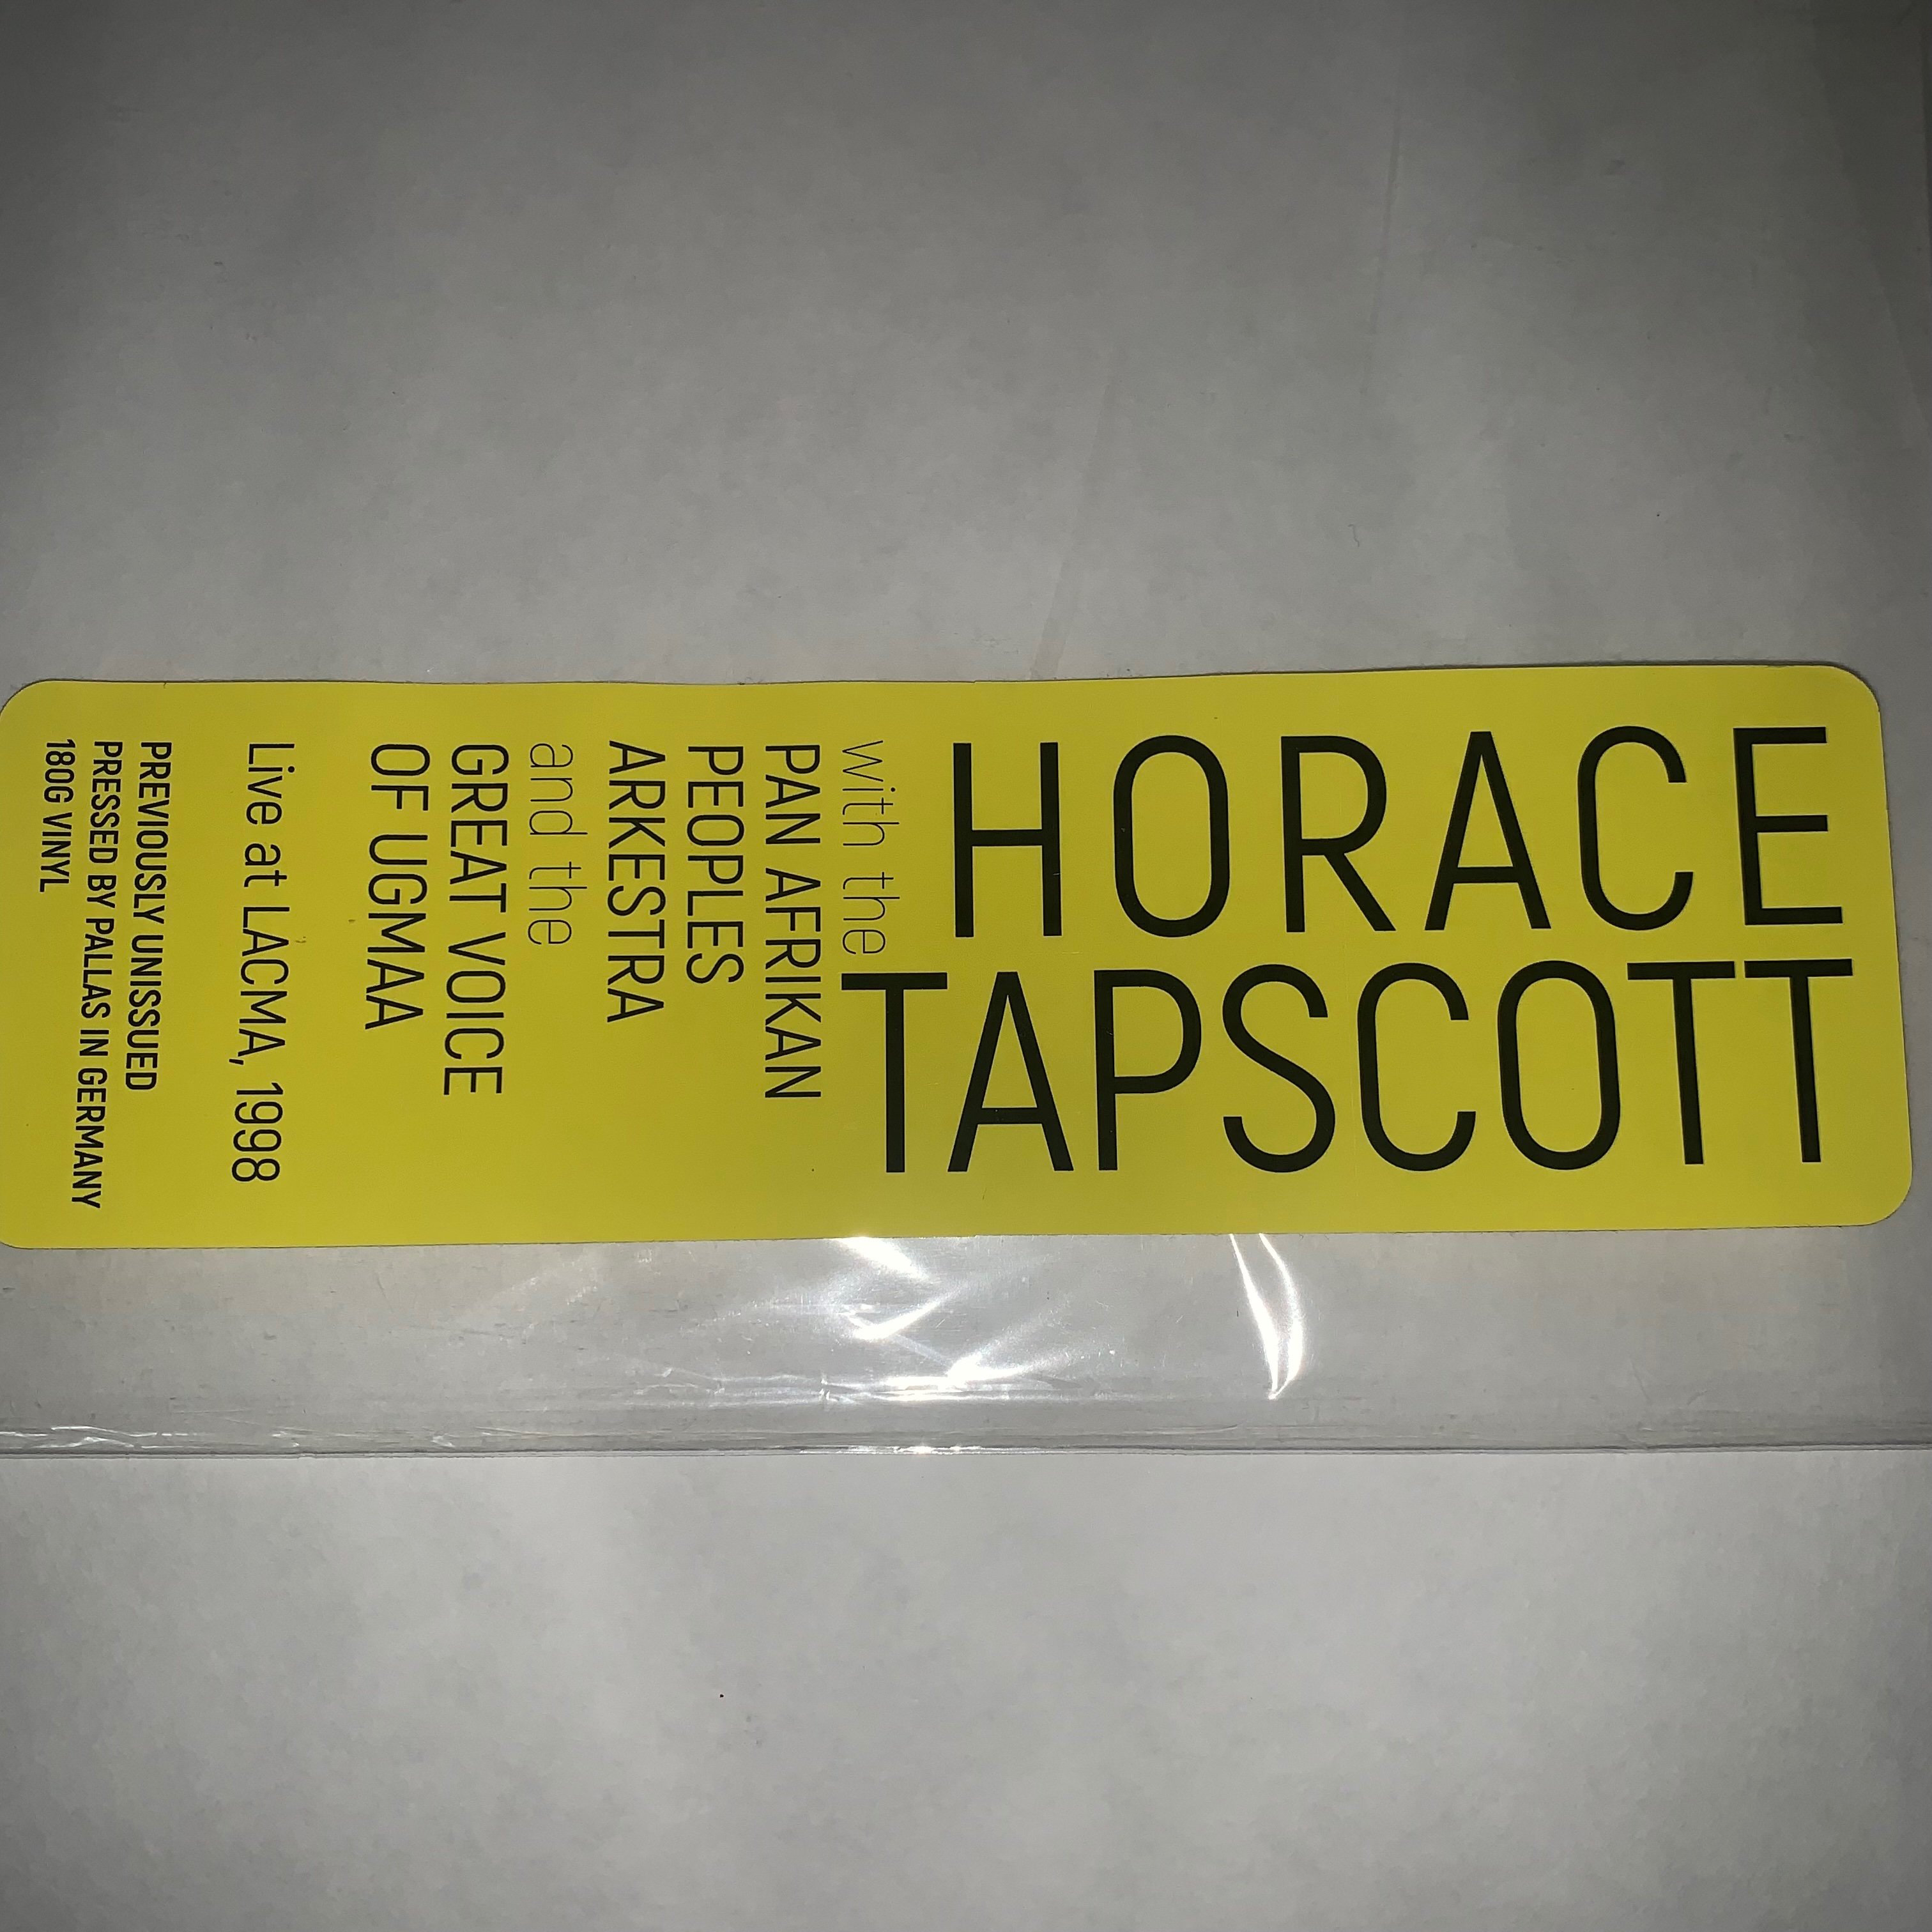 HORACE
TAPSCOTT
with the
PAN AFRIKAN
PEOPLES
ARKESTRA
and the
GREAT VOICE
OF UGMAA
Live at LACMA, 1998
PREVIOUSLY UNISSUED
PRESSED BY PALLAS IN GERMANY
180G VINYL